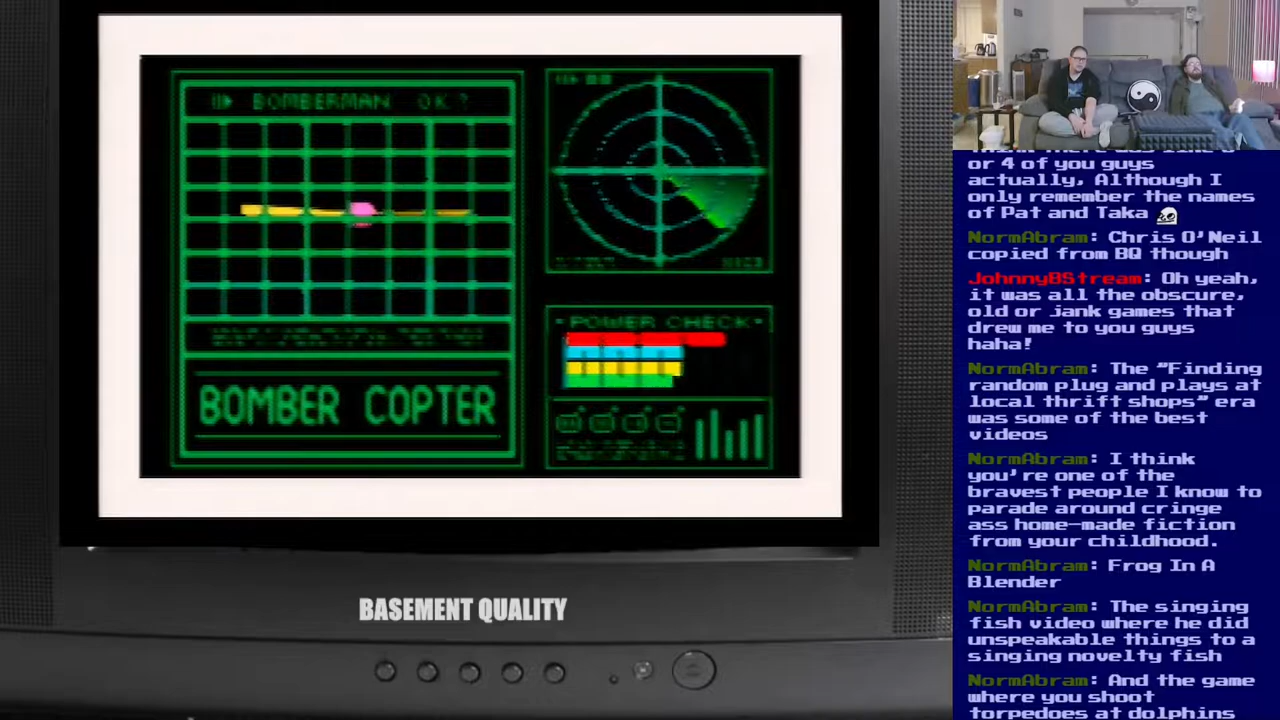 BOMBERMAN OK?
BOMBER COPTER
POWER CHECK
BASEMENT QUALITY
or 4 of you guys
actually, Although I
only remember the names
of Pat and Taka
NormAbram: Chris O'Neil
copied from BQ though
JohnnyBStream: Oh yeah,
it was all the obscure,
old or jank games that
drew me to you guys
haha!
NormAbram: The "Finding
random plug and plays at
local thrift shops" era
was some of the best
videos
NormAbram: I think
you're one of the
bravest people I know to
parade around cringe
ass home-made fiction
from your childhood.
NormAbram: Frog In A
Blender
NormAbram: The singing
fish video where he did
unspeakable things to a
singing novelty fish
NormAbram: And the game
where you shoot
torpedoes at dolphins